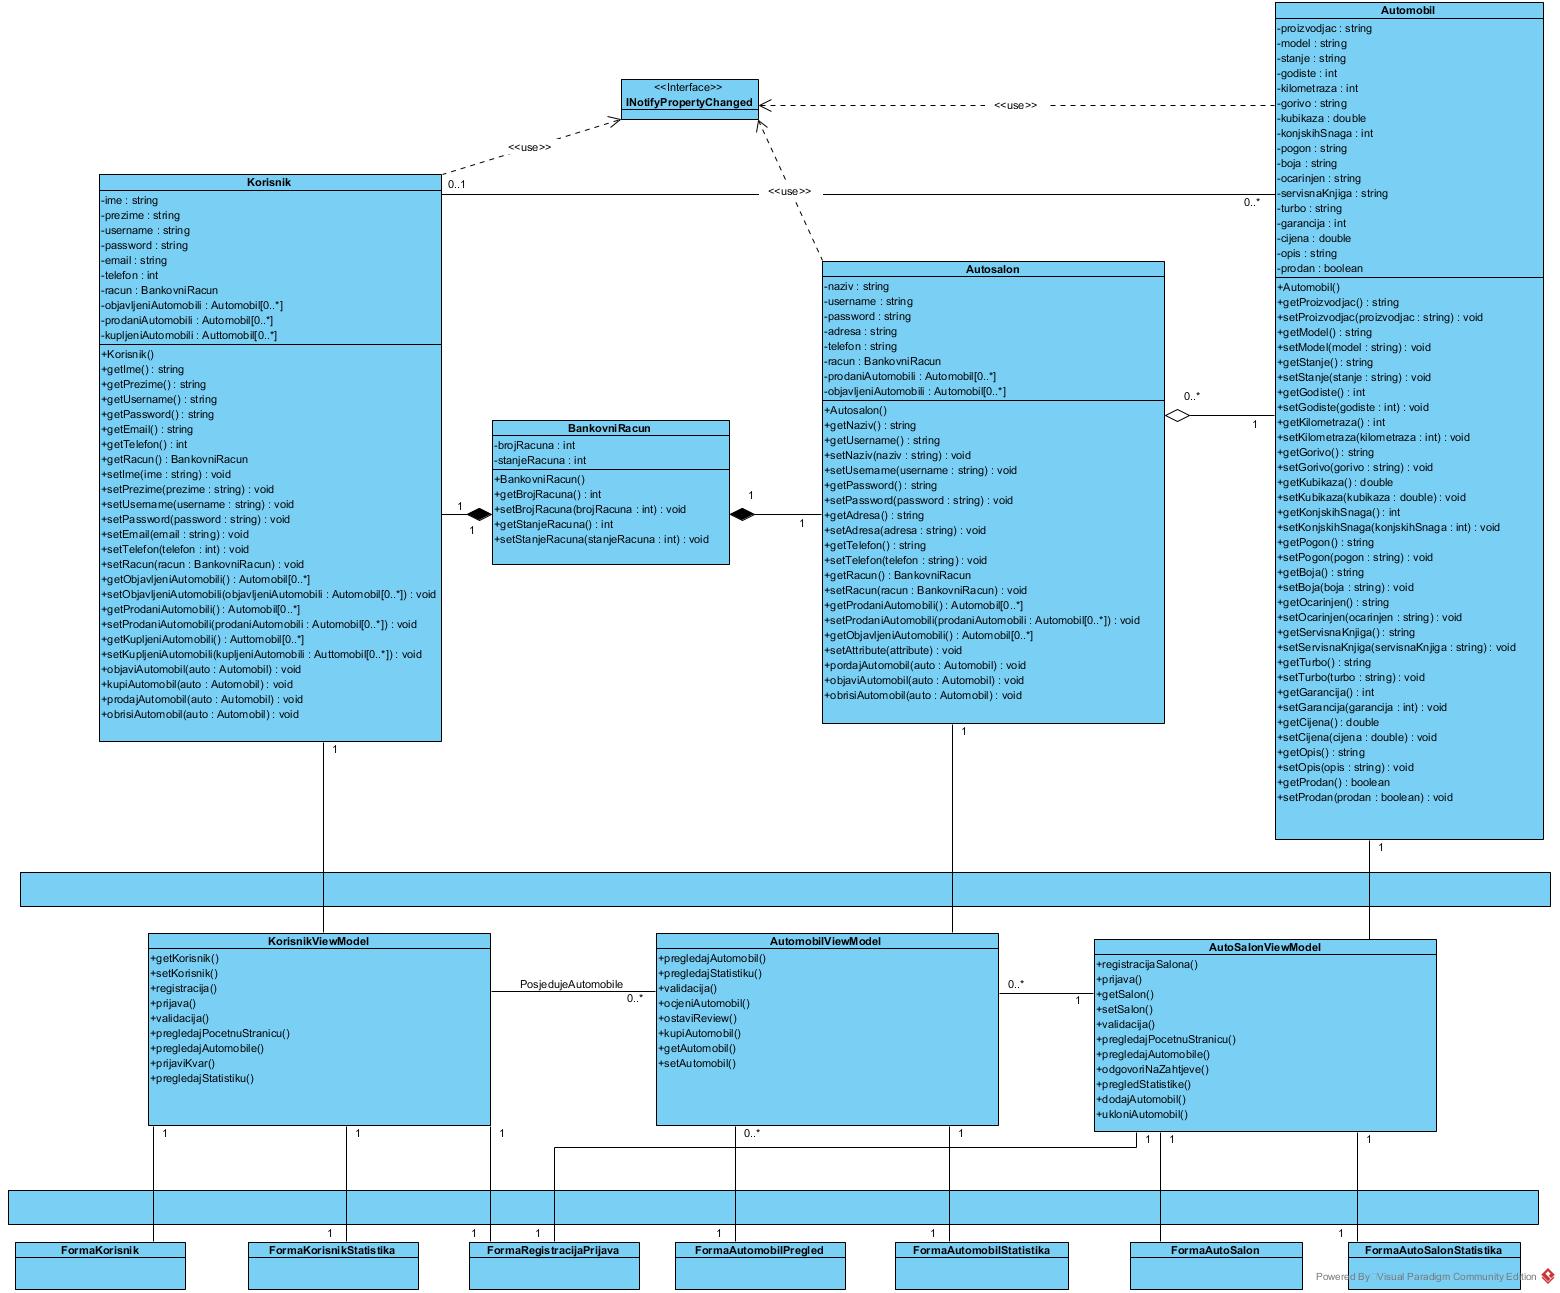 Automobil
-proizvodjac : string
-model : string
-stanje : string
-godiste : int
-kilometraza : int
-gorivo : string
-kubikaza : double
-konjskihSnaga : int
-pogon : string
-boja : string
-ocarinjen : string
-servisnaKnjiga : string
-turbo : string
-garancija : int
-cijena : double
-opis : string
-prodan : boolean
+Automobil()
+getProizvodjac() : string
+setProizvodjac(proizvodjac : string) : void
+getModel() : string
+setModel(model : string) : void
+getStanje() : string
+setStanje(stanje : string) : void
+getGodiste() : int
+setGodiste(godiste : int) : void
+getKilometraza() : int
+setKilometraza(kilometraza : int) : void
+getGorivo() : string
+setGorivo(gorivo : string) : void
+getKubikaza() : double
+setKubikaza(kubikaza : double) : void
+getKonjskihSnaga() : int
+setKonjskihSnaga(konjskihSnaga : int) : void
+getPogon() : string
+setPogon(pogon : string) : void
+getBoja() : string
+setBoja(boja : string) : void
+getOcarinjen() : string
+setOcarinjen(ocarinjen : string) : void
+getServisnaKnjiga() : string
+setServisnaKnjiga(servisnaKnjiga : string) : void
+getTurbo() : string
+setTurbo(turbo : string) : void
+getGarancija() : int
+setGarancija(garancija : int) : void
+getCijena() : double
+setCijena(cijena : double) : void
+getOpis() : string
+setOpis(opis : string) : void
+getProdan() : boolean
+setProdan(prodan : boolean) : void
<<Interface>>
INotifyPropertyChanged
<<use>>
<<use>>
<<use>>
0..1
0..*
Korisnik
-ime : string
-prezime : string
-username : string
-password : string
-email : string
-telefon : int
-racun : BankovniRacun
-objavljeniAutomobili : Automobil[0..*]
-prodaniAutomobili : Automobil[0..*]
-kupljeniAutomobili : Auttomobil[0..*]
+Korisnik()
+getIme() : string
+getPrezime() : string
+getUsername() : string
+getPassword() : string
+getEmail() : string
+getTelefon() : int
+getRacun() : BankovniRacun
+setIme(ime : string) : void
+setPrezime(prezime : string) : void
+setUsername(username : string) : void
+setPassword(password : string) : void
+setEmail(email : string) : void
+setTelefon(telefon : int) : void
+setRacun(racun : BankovniRacun) : void
+getObjavljeniAutomobili() : Automobil[0..*]
+setObjavljeniAutomobili(objavljeniAutomobili : Automobil[0..*]) : void
+getProdaniAutomobili() : Automobil[0..*]
+setProdaniAutomobili(prodaniAutomobili : Automobil[0..*]) : void
+getKupljeniAutomobili() : Auttomobil[0..*]
+setKupljeniAutomobili(kupljeniAutomobili : Auttomobil[0..*]) : void
+objaviAutomobil(auto : Automobil) : void
+kupiAutomobil(auto : Automobil) : void
+prodajAutomobil(auto : Automobil) : void
+obrisiAutomobil(auto : Automobil) : void
BankovniRacun
-brojRacuna : int
-stanjeRacuna : int
+BankovniRacun()
+getBrojRacuna() : int
+setBrojRacuna(brojRacuna : int) : void
+getStanjeRacuna() : int
+setStanjeRacuna(stanjeRacuna : int) : void
1
1
1
1
Autosalon
-naziv : string
-username : string
-password : string
-adresa : string
-telefon : string
-racun : BankovniRacun
-prodaniAutomobili : Automobil[0..*]
-objavljeniAutomobili : Automobil[0..*]
+Autosalon()
+getNaziv() : string
+getUsername() : string
+setNaziv(naziv : string) : void
+setUsername(username : string) : void
+getPassword() : string
+setPassword(password : string) : void
+getAdresa() : string
+setAdresa(adresa : string) : void
+getTelefon() : string
+setTelefon(telefon : string) : void
+getRacun() : BankovniRacun
+setRacun(racun : BankovniRacun) : void
+getProdaniAutomobili() : Automobil[0..*]
+setProdaniAutomobili(prodaniAutomobili : Automobil[0..*]) : void
+getObjavljeniAutomobili() : Automobil[0..*]
+setAttribute(attribute) : void
+pordajAutomobil(auto : Automobil) : void
+objaviAutomobil(auto : Automobil) : void
+obrisiAutomobil(auto : Automobil) : void
0..*
1
1
1
1
KorisnikViewModel
+getKorisnik()
+setKorisnik()
+registracija()
+prijava()
+validacija()
+pregledajPocetnuStranicu()
+pregledajAutomobile()
+prijaviKvar()
+pregledajStatistiku()
PosjedujeAutomobile
0..*
AutomobilViewModel
+pregledajAutomobil()
+pregledajStatistiku()
+validacija()
+ocjeniAutomobil()
+ostaviReview()
+kupiAutomobil()
+getAutomobil()
+setAutomobil()
0..*
1
AutoSalonViewModel
+registracijaSalona()
+prijava()
+getSalon()
+setSalon()
+validacija()
+pregledajPocetnuStranicu()
+pregledajAutomobile()
+odgovoriNaZahtjeve()
+pregledStatistike()
+dodajAutomobil()
+ukloniAutomobil()
1
1
1
0..*
1
1
1
1
1
1
1
1
1
1
FormaKorisnik
FormaKorisnikStatistika
FormaRegistracijaPrijava
FormaAutomobilPregled
FormaAutomobilStatistika
FormaAutoSalon
FormaAutoSalonStatistika
Powered By Visual Paradigm Community Edition